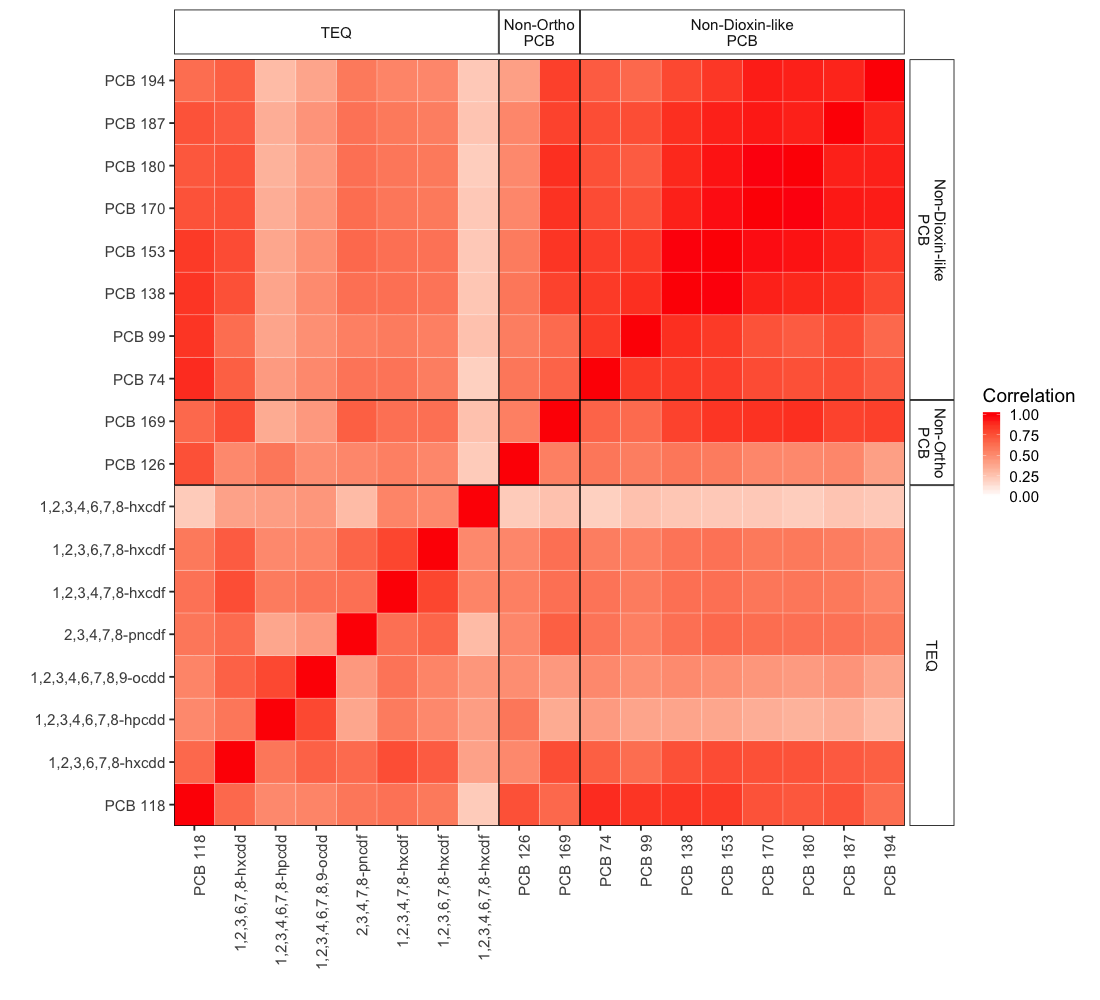 TEQ
Non-Ortho
PCB
Non-Dioxin-like
PCB
PCB 194
PCB 187
PCB 180
PCB 170
PCB 153
PCB 138
PCB 99
PCB 74
PCB 169
PCB 126
1,2,3,4,6,7,8-hxcdf
1,2,3,6,7,8-hxcdf
1,2,3,4,7,8-hxcdf
2,3,4,7,8-pncdf
1,2,3,4,6,7,8,9-ocdd
1,2,3,4,6,7,8-hpcdd
1,2,3,6,7,8-hxcdd
PCB 118
Non-Dioxin-like
PCB
Non-Ortho
PCB
TEQ
Correlation
1.00
0.75
0.50
0.25
0.00
PCB 118
1,2,3,6,7,8-hxcdd
1,2,3,4,6,7,8-hpcdd
1,2,3,4,6,7,8,9-ocdd
2,3,4,7,8-pncdf
1,2,3,4,7,8-hxcdf
1,2,3,6,7,8-hxcdf
1,2,3,4,6,7,8-hxcdf
PCB 126
PCB 169
PCB 74
PCB 99
PCB 138
PCB 153
PCB 170
PCB 180
PCB 187
PCB 194